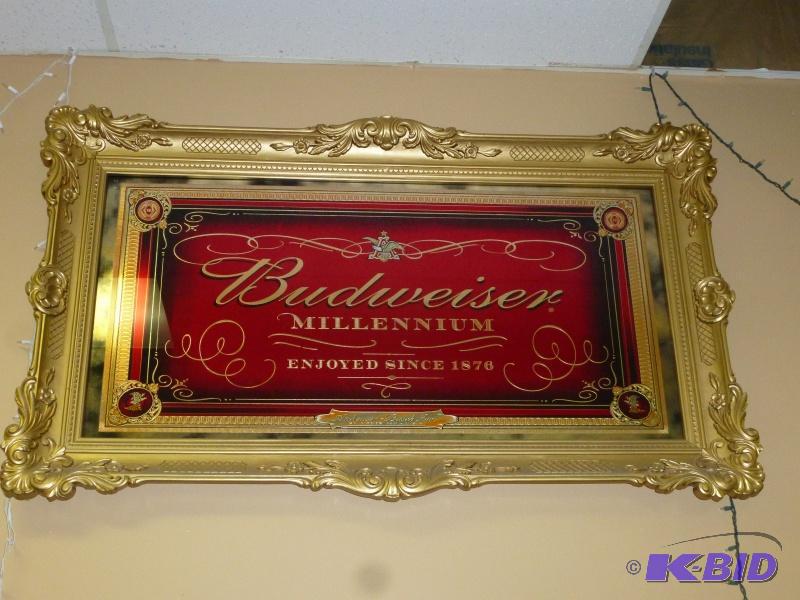 Budweiser®
MILLENNIUM
ENJOYED SINCE 1876
© K-BID